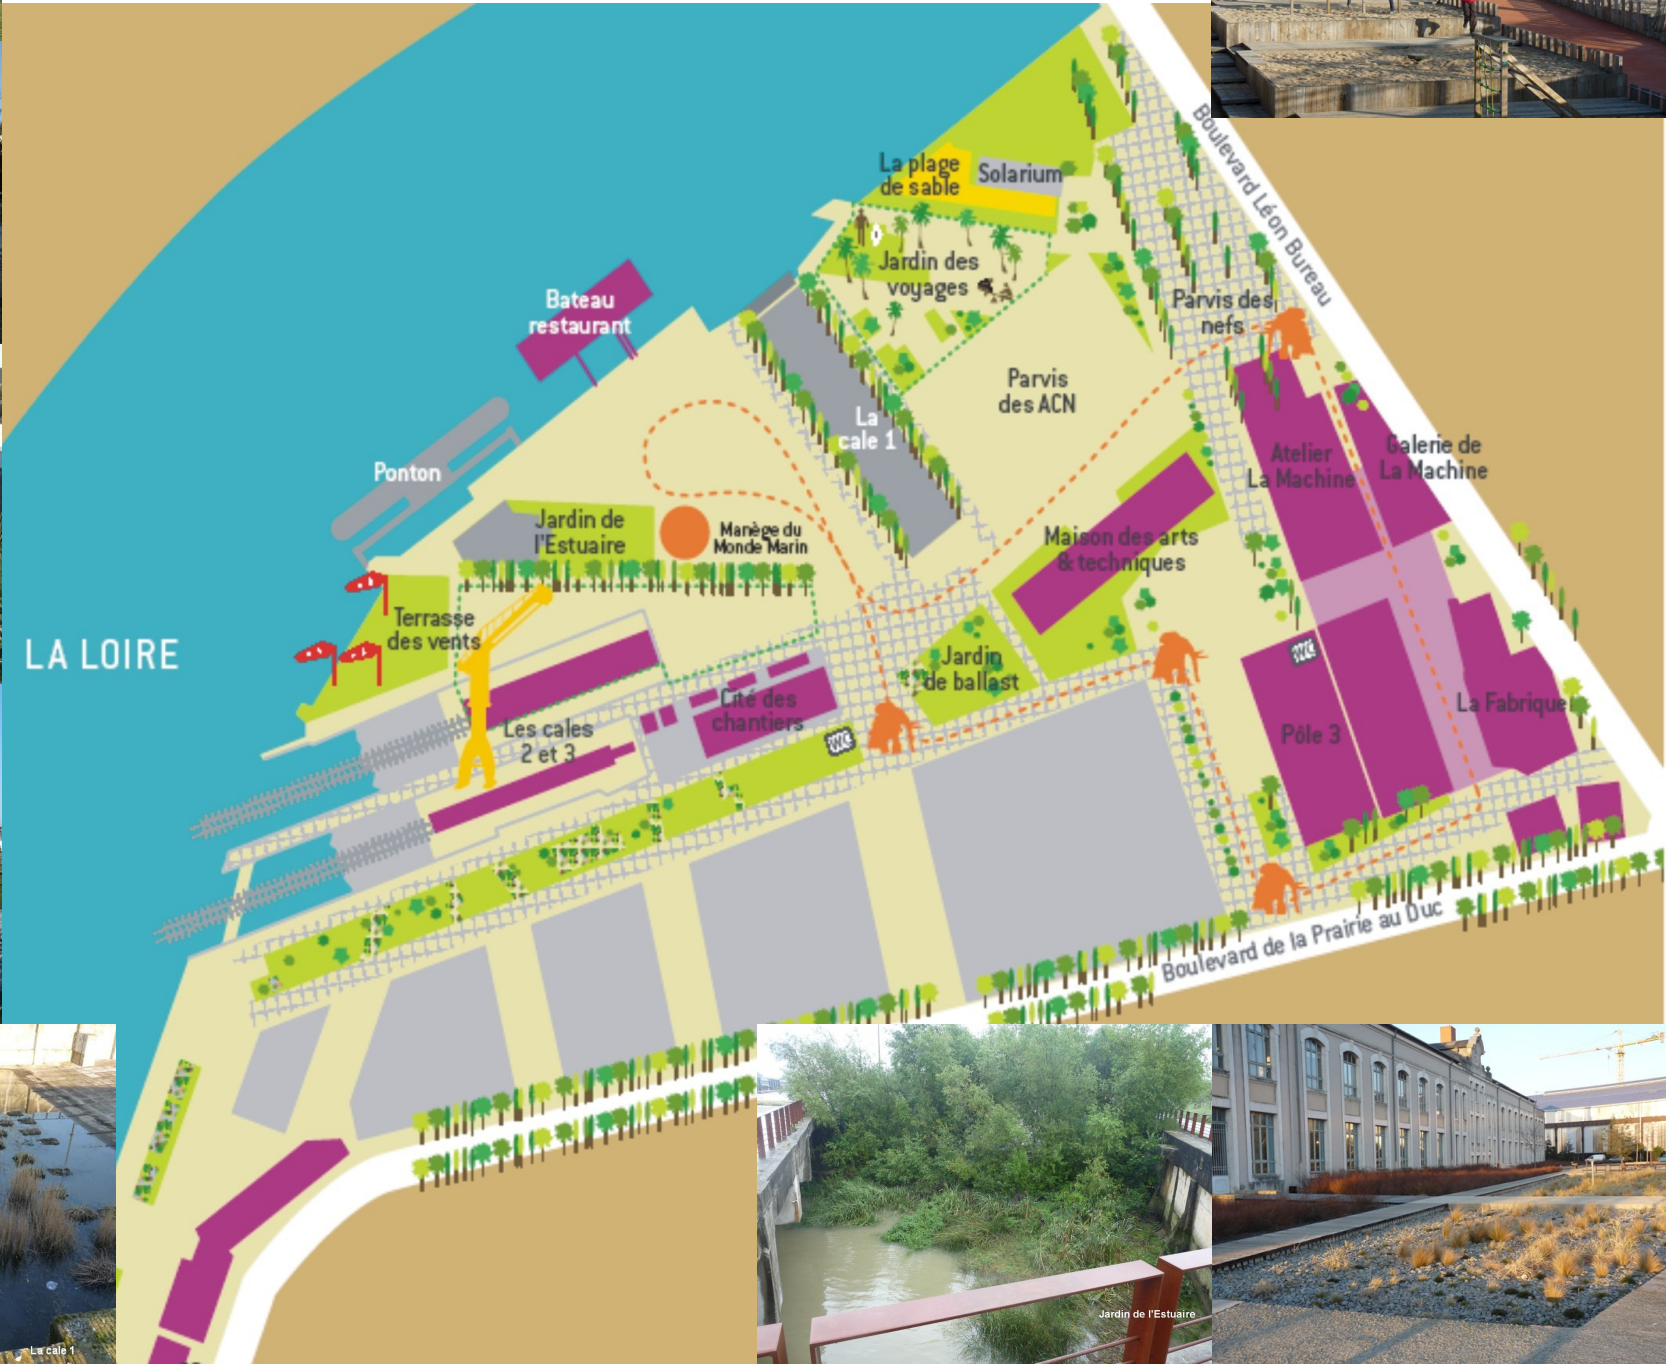 Boulevard Léon Bureau
La plage
de sable
Solarium
Jardin des
voyages
Parvis des
nefs
Bateau
restaurant
Parvis
des ACN
La
cale 1
Ponton
Atelier
La Machine
Galerie de
La Machine
Jardin de
l'Estuaire
Manège du
Monde Marin
Maison des arts
& techniques
Terrasse
des vents
LA LOIRE
Jardin
de ballast
WC
Cité des
chantiers
Les cales
2 et 3
WC
Pôle 3
La Fabrique
Boulevard de la Prairie au Duc
La cale 1
Jardin de l'Estuaire